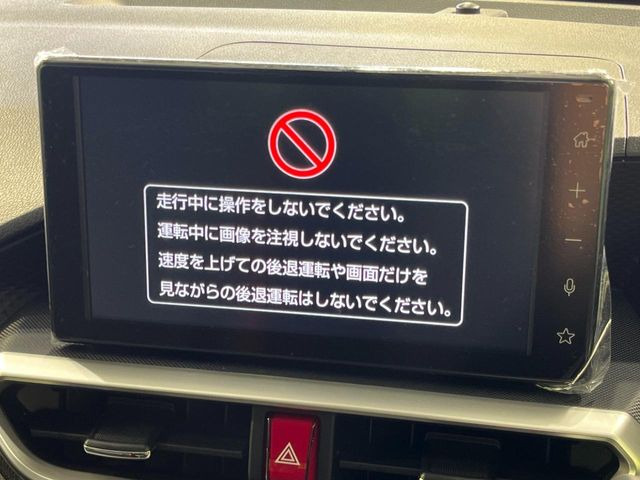 走行中に操作をしないでください。
運転中に画像を注視しないでください。
速度を上げての後退運転や画面だけを
見ながらの後退運転はしないでください。